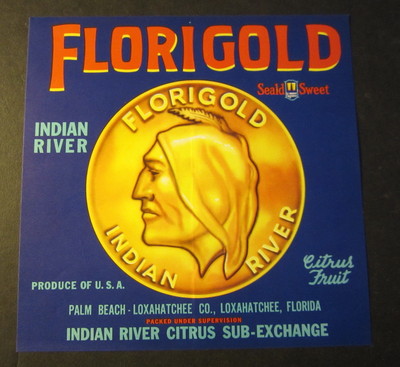 FLORIGOLD
Seald Sweet
FLORIGOLD
INDIAN RIVER
INDIAN
RIVER
Citrus
Fruit
PRODUCE OF U.S.A.
PALM BEACH - LOXAHATCHEE CO., LOXAHATCHEE, FLORIDA
PACKED UNDER SUPERVISION
INDIAN RIVER CITRUS SUB-EXCHANGE